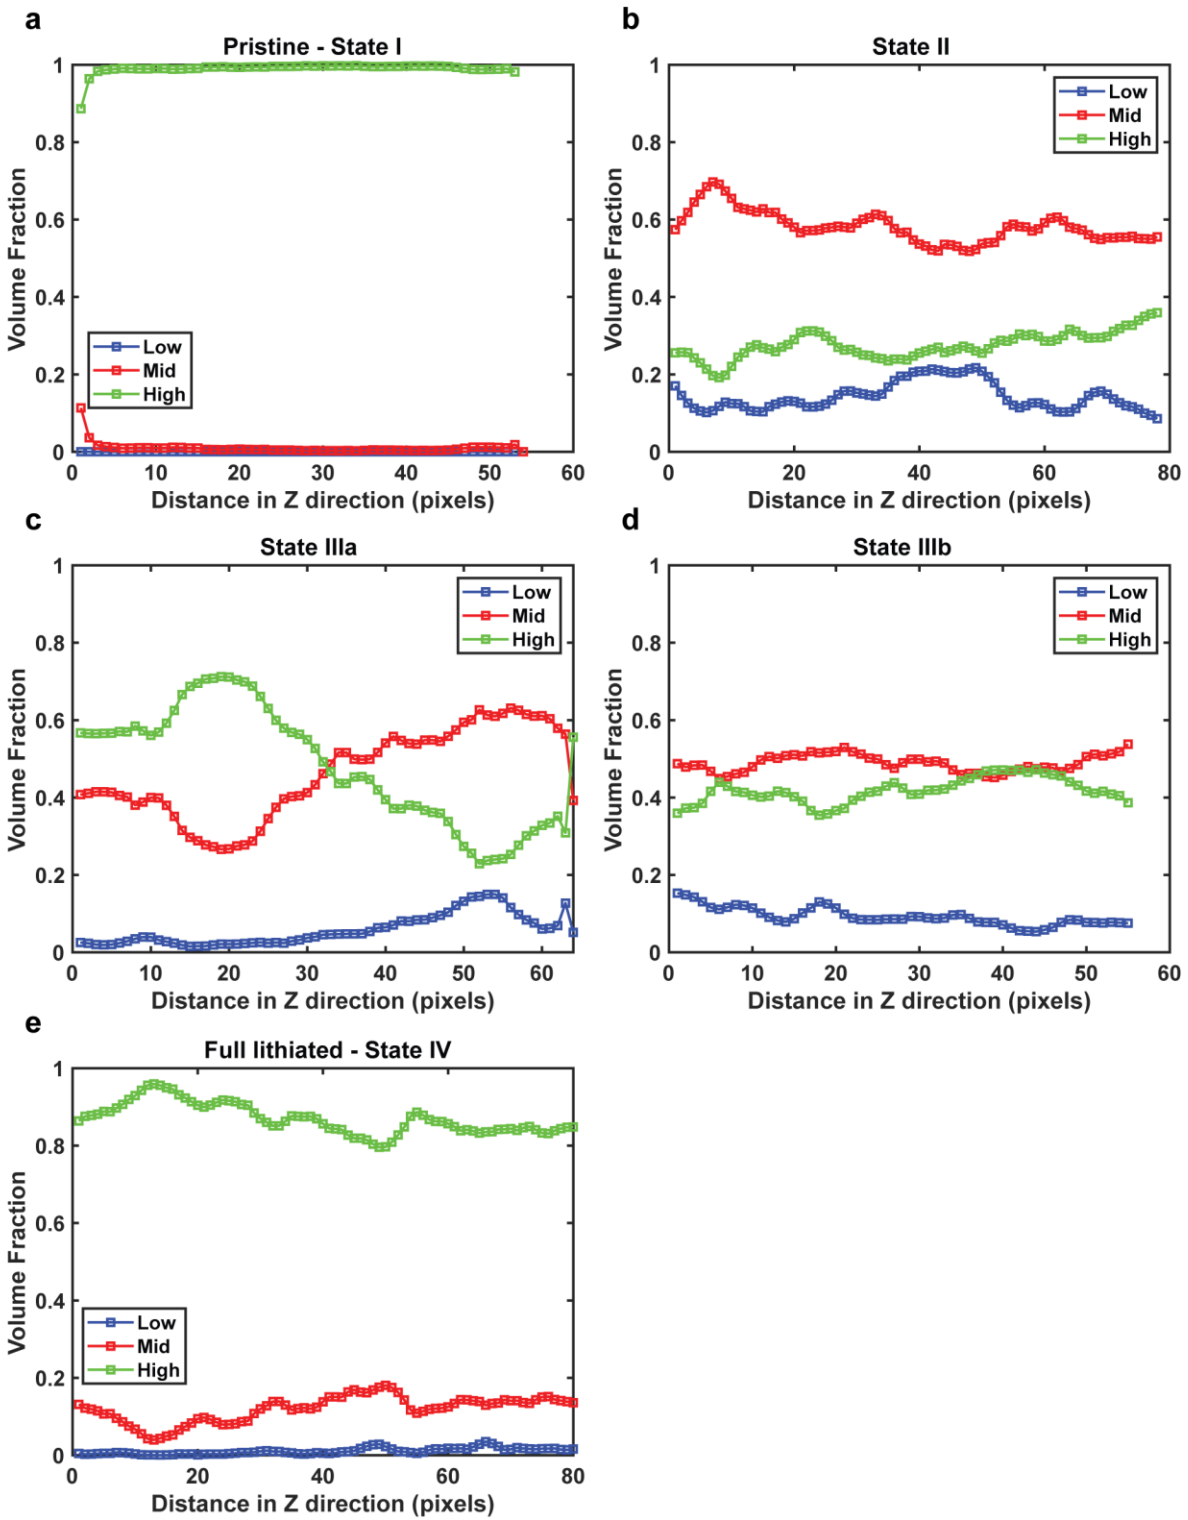 a
Pristine - State I
1
0.8
0.6
0.4
0.2
0
Volume Fraction
Low
Mid
High
0 10 20 30 40 50 60
Distance in Z direction (pixels)
b
State II
1
0.8
0.6
0.4
0.2
0
Volume Fraction
Low
Mid
High
0 20 40 60 80
Distance in Z direction (pixels)
c
State IIIa
1
0.8
0.6
0.4
0.2
0
Volume Fraction
Low
Mid
High
0 10 20 30 40 50 60
Distance in Z direction (pixels)
d
State IIIb
1
0.8
0.6
0.4
0.2
0
Volume Fraction
Low
Mid
High
0 10 20 30 40 50 60
Distance in Z direction (pixels)
e
Full lithiated - State IV
1
0.8
0.6
0.4
0.2
0
Volume Fraction
Low
Mid
High
0 20 40 60 80
Distance in Z direction (pixels)